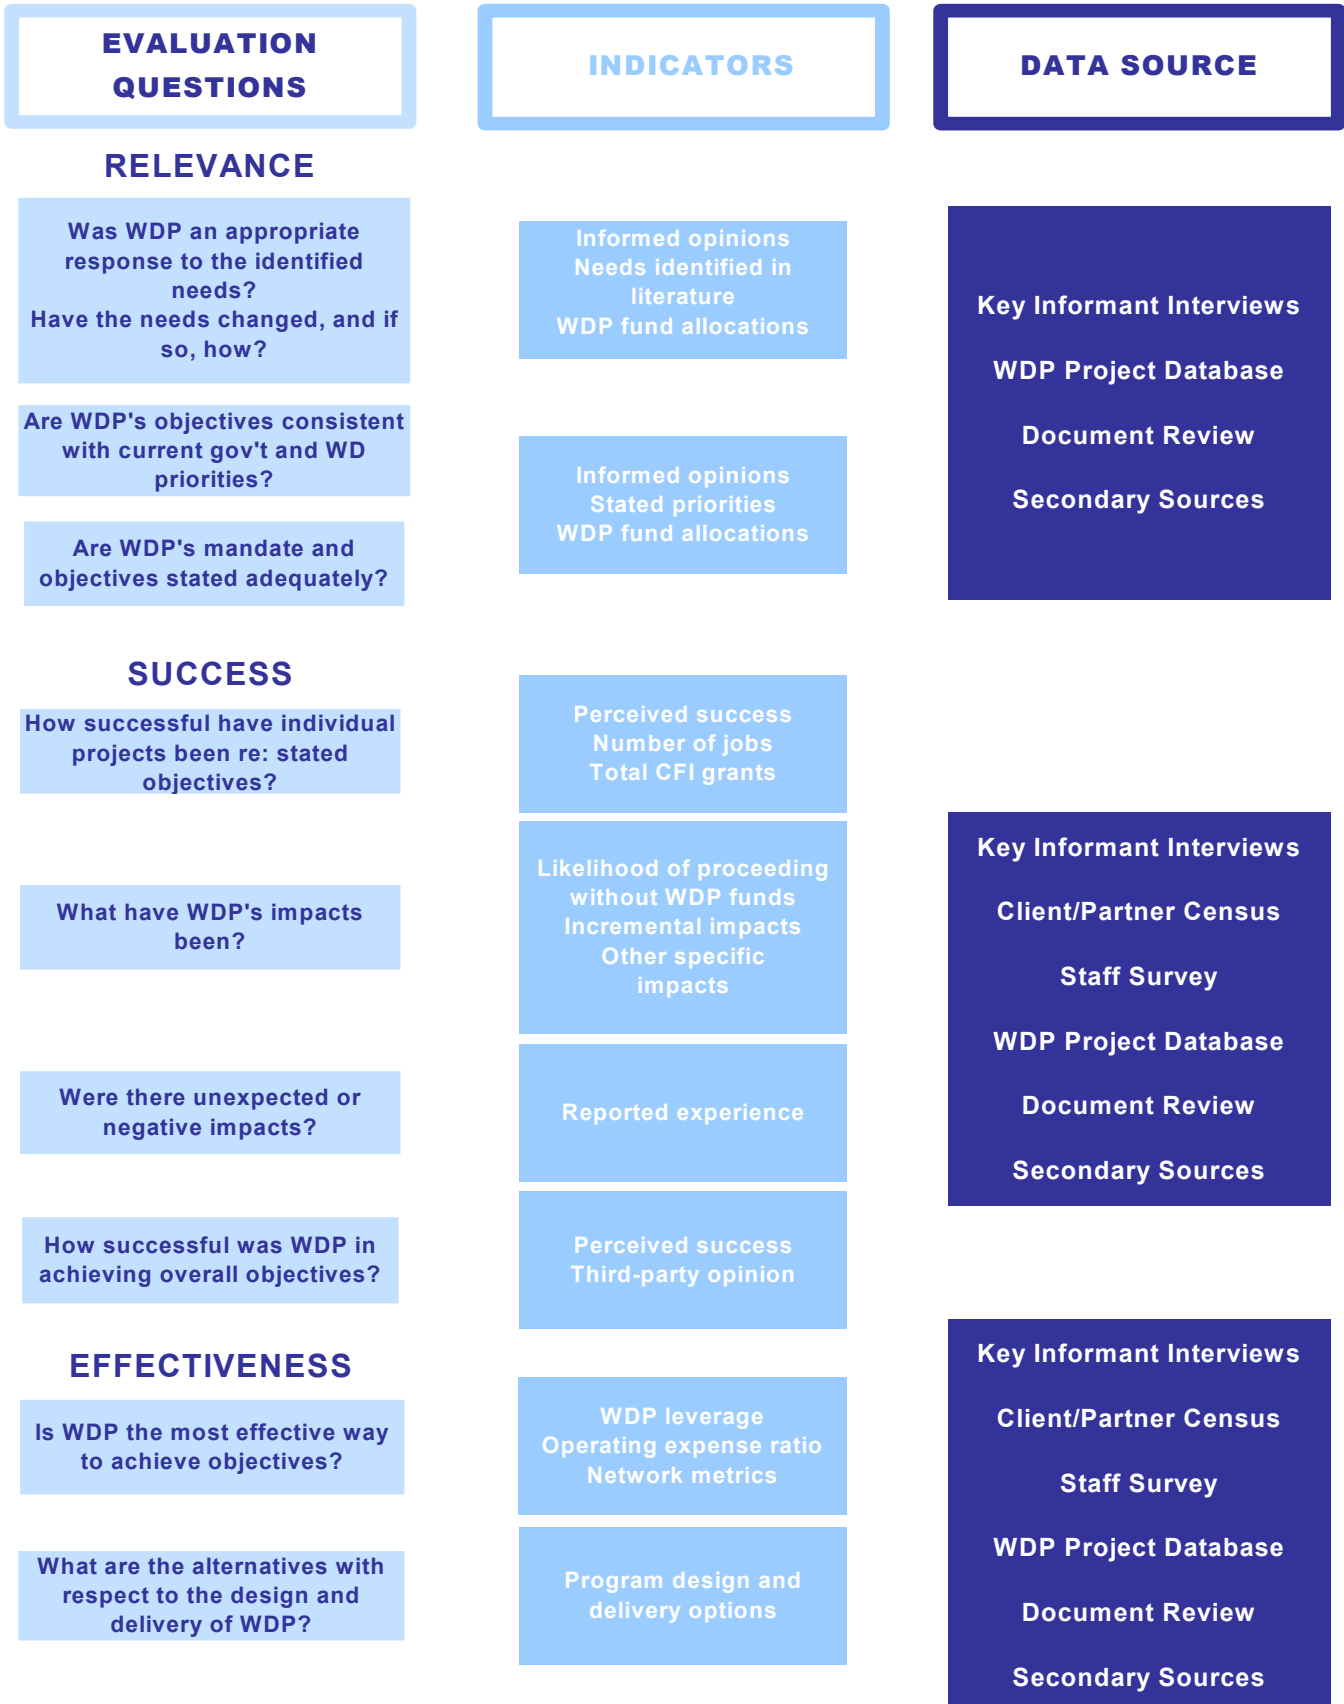 EVALUATION
QUESTIONS
INDICATORS
DATA SOURCE
RELEVANCE
Was WDP an appropriate
response to the identified
needs?
Have the needs changed, and if
so, how?
Informed opinions
Needs identified in
literature
WDP fund allocations
Key Informant Interviews
WDP Project Database
Document Review
Secondary Sources
Are WDP's objectives consistent
with current gov't and WD
priorities?
Informed opinions
Stated priorities
WDP fund allocations
Are WDP's mandate and
objectives stated adequately?
SUCCESS
How successful have individual
projects been re: stated
objectives?
Perceived success
Number of jobs
Total CFI grants
What have WDP's impacts
been?
Likelihood of proceeding
without WDP funds
Incremental impacts
Other specific
impacts
Key Informant Interviews
Client/Partner Census
Staff Survey
WDP Project Database
Document Review
Secondary Sources
Were there unexpected or
negative impacts?
Reported experience
How successful was WDP in
achieving overall objectives?
Perceived success
Third-party opinion
EFFECTIVENESS
Is WDP the most effective way
to achieve objectives?
WDP leverage
Operating expense ratio
Network metrics
Key Informant Interviews
Client/Partner Census
Staff Survey
WDP Project Database
Document Review
Secondary Sources
What are the alternatives with
respect to the design and
delivery of WDP?
Program design and
delivery options